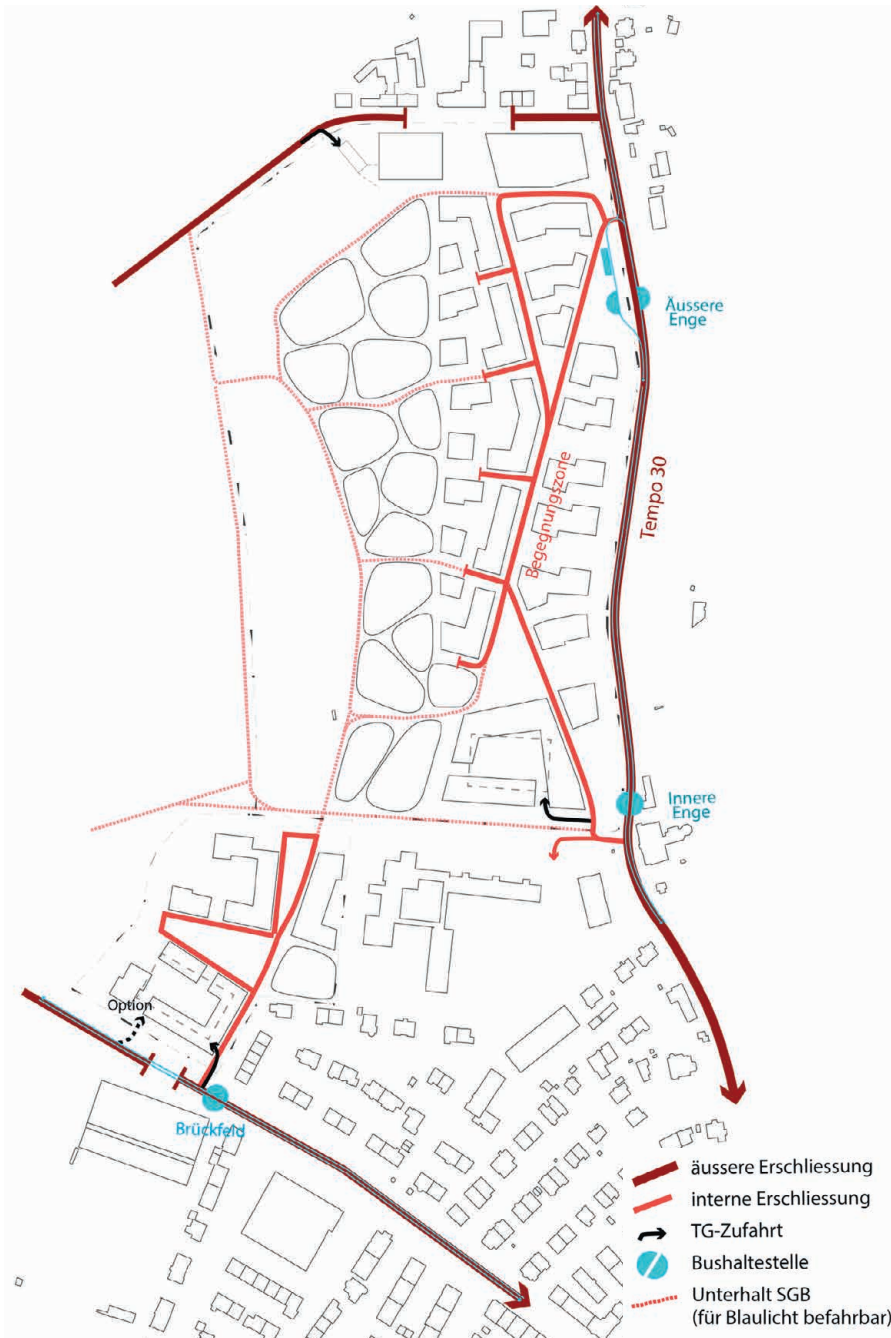 Äussere
Enge
Tempo 30
Begegnungszone
Innere
Enge
Option
Brückfeld
äussere Erschliessung
interne Erschliessung
TG-Zufahrt
Bushaltestelle
Unterhalt SGB
(für Blaulicht befahrbar)